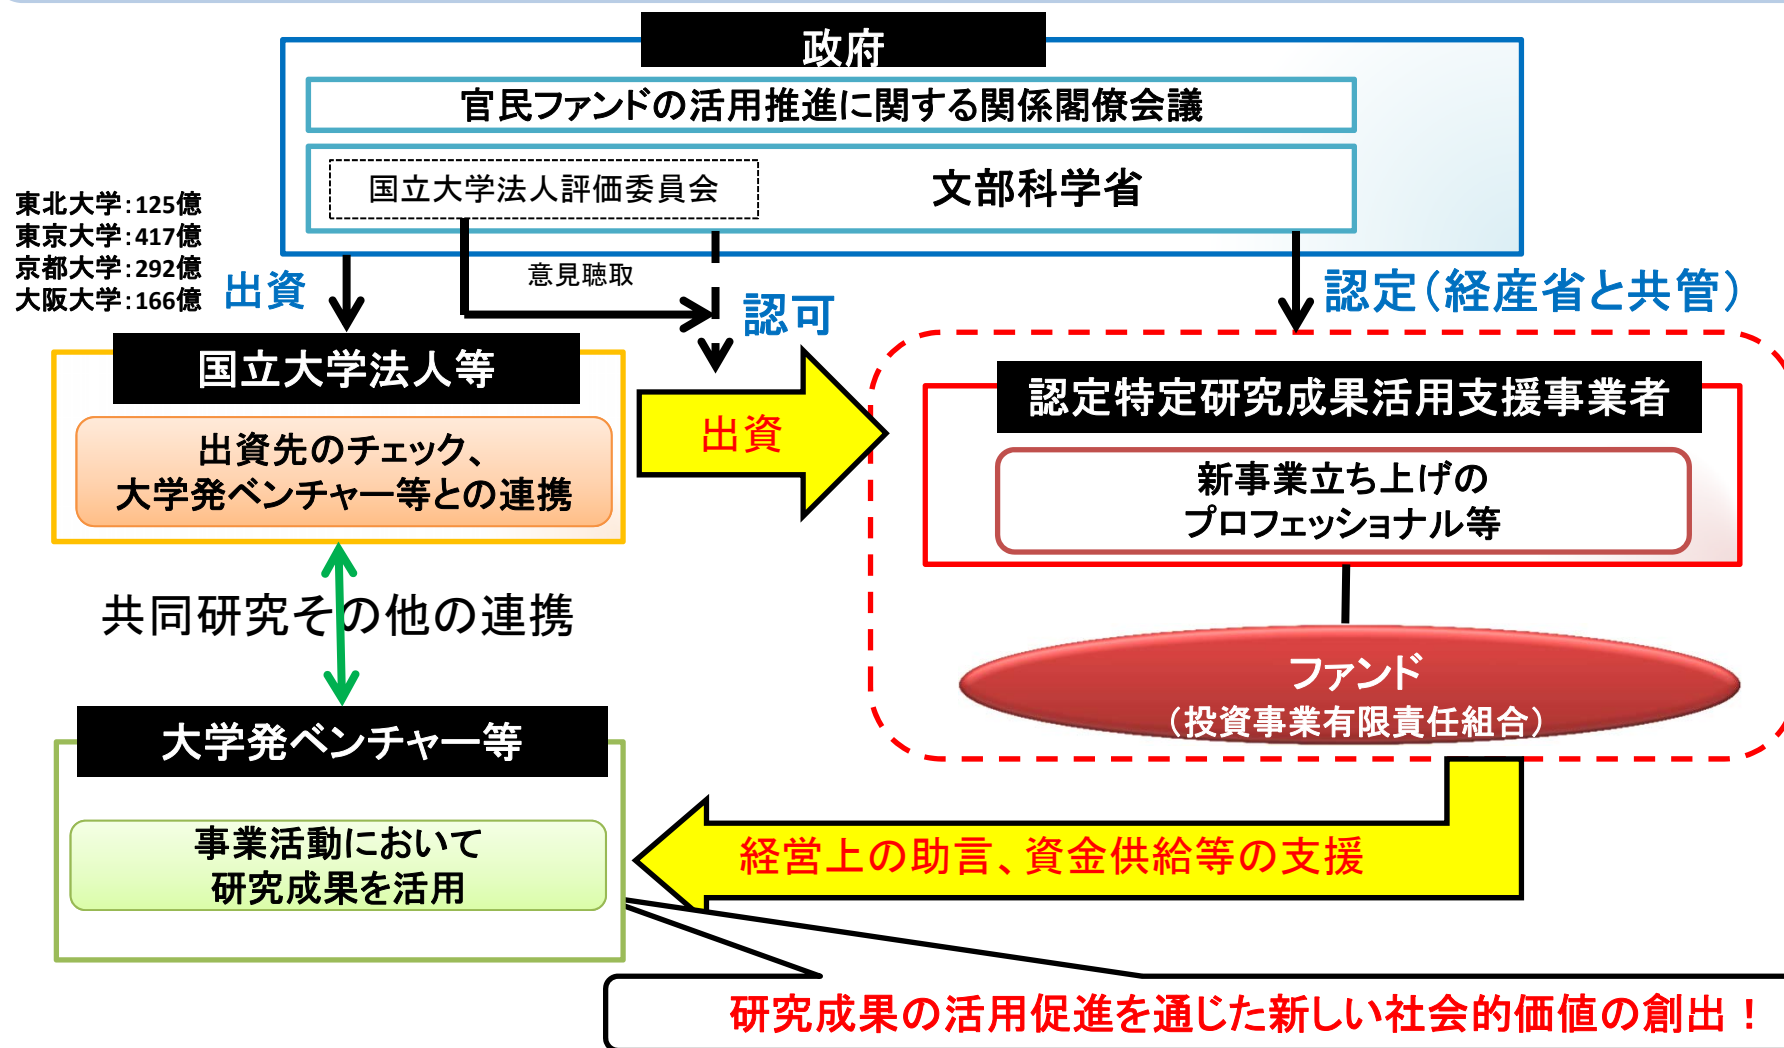 政府
官民ファンドの活用推進に関する関係閣僚会議
国立大学法人評価委員会
文部科学省
東北大学：125億
東京大学：417億
京都大学：292億
大阪大学：166億
出資
意見聴取
認可
認定（経産省と共管）
国立大学法人等
出資先のチェック、
大学発ベンチャー等との連携
出資
認定特定研究成果活用支援事業者
新事業立ち上げの
プロフェッショナル等
共同研究その他の連携
ファンド
（投資事業有限責任組合）
大学発ベンチャー等
事業活動において
研究成果を活用
経営上の助言、資金供給等の支援
研究成果の活用促進を通じた新しい社会的価値の創出！